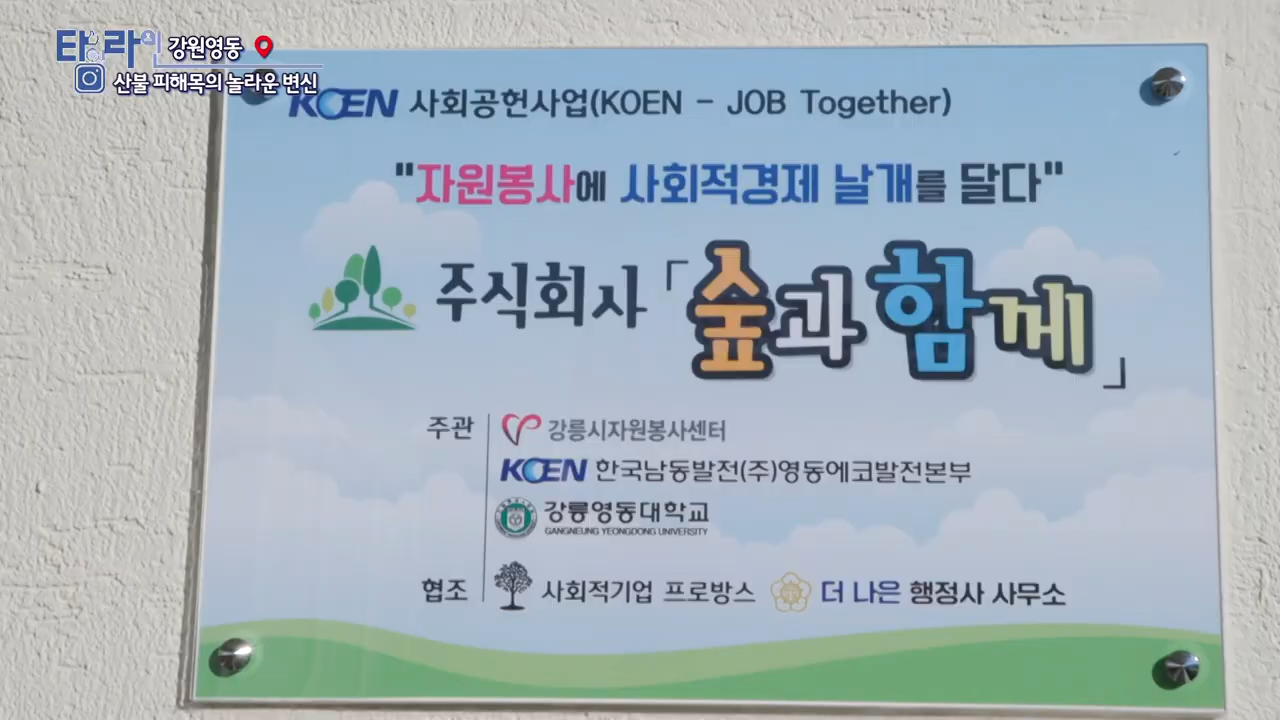 타라인 강원영동
산불 피해목의 놀라운 변신
KOEN 사회공헌사업(KOEN - JOB Together)
"자원봉사에 사회적경제 날개를 달다"
주식회사 「숲과 함께」
주관
강릉시자원봉사센터
KOEN 한국남동발전(주)영동에코발전본부
강릉영동대학교
GANGNEUNG YEONGDONG UNIVERSITY
협조
사회적기업 프로방스 더 나은 행정사 사무소